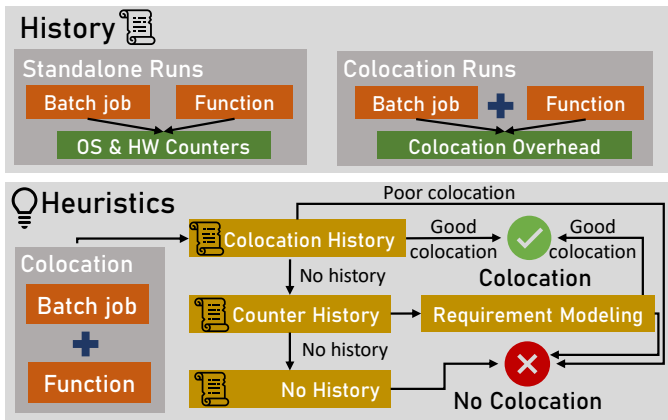 History
Standalone Runs
Batch job
Function
OS & HW Counters
Colocation Runs
Batch job
Function
Colocation Overhead
Heuristics
Colocation
Batch job
Function
Poor colocation
Colocation History
Good
colocation
Good
colocation
Colocation
No history
Counter History
Requirement Modeling
No history
No History
No Colocation